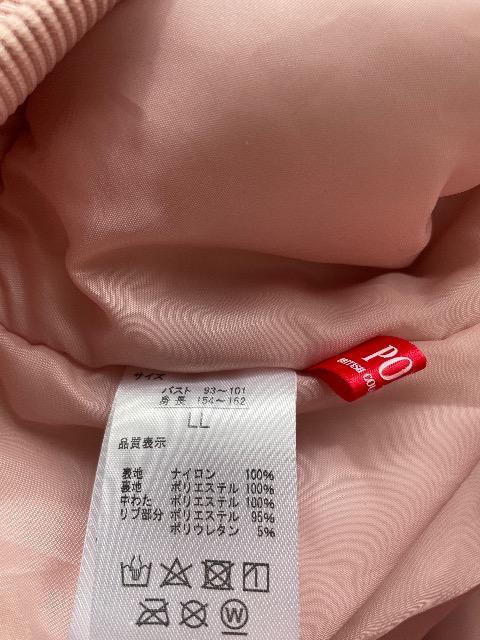 PO
BRITISH CO
サイズ
バスト 93~101
身長 154~162
LL
品質表示
表地 ナイロン 100%
裏地 ポリエステル 100%
中わた ポリエステル 100%
リブ部分 ポリエステル 95%
ポリウレタン 5%
W